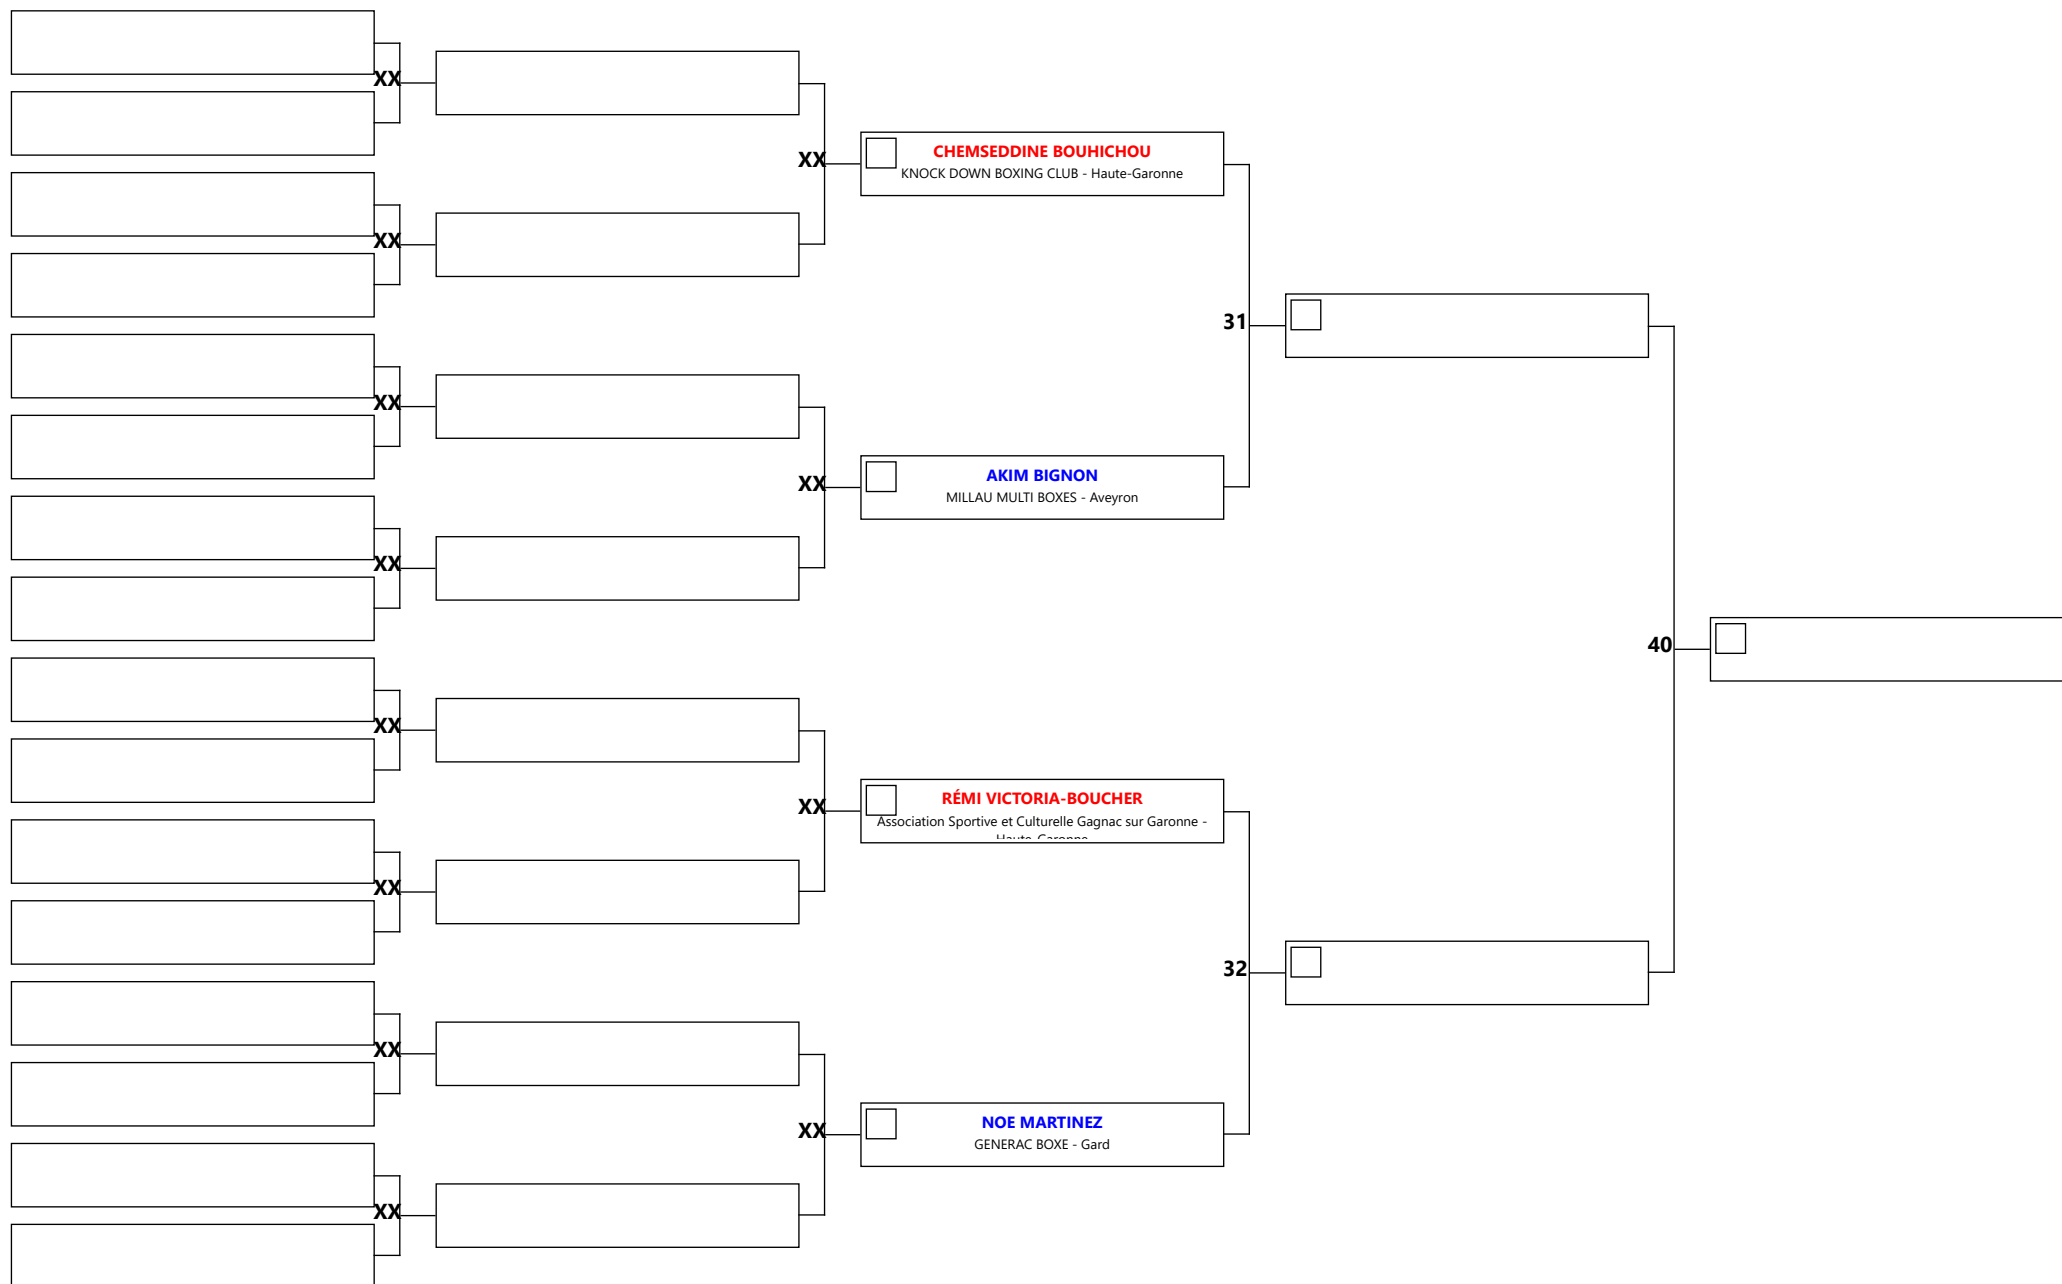 XX
XX
XX
XX
XX
XX
XX
XX
XX
XX
XX
XX
CHEMSEDDINE BOUHICHOU
KNOCK DOWN BOXING CLUB - Haute-Garonne
AKIM BIGNON
MILLAU MULTI BOXES - Aveyron
RÉMI VICTORIA-BOUCHER
Association Sportive et Culturelle Gagnac sur Garonne -
Haute-Garonne
NOE MARTINEZ
GENERAC BOXE - Gard
31
32
40